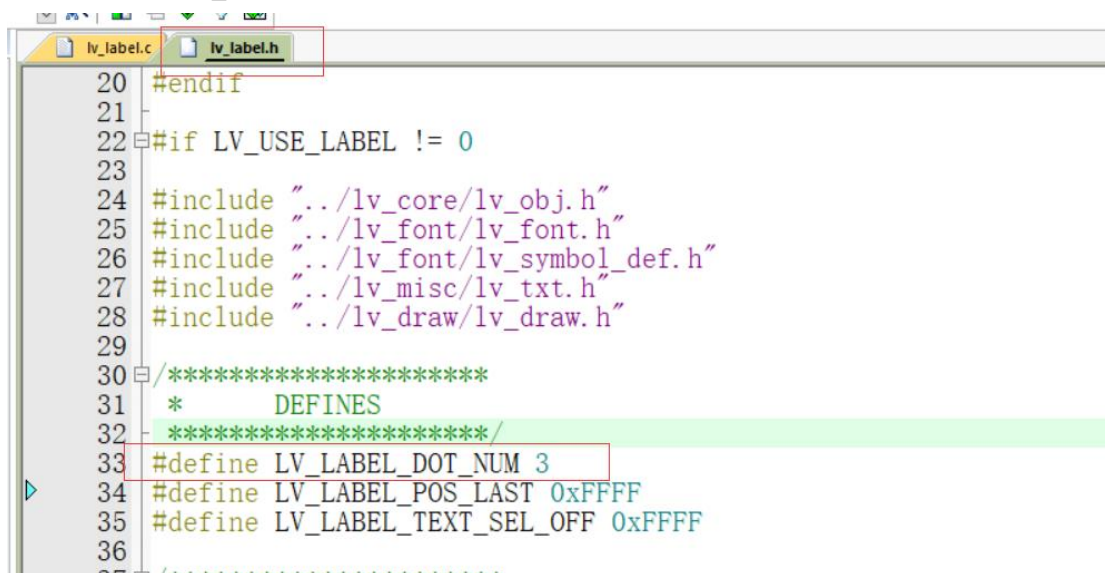 lv_label.c lv_label.h
20 #endif
21
22 #if LV_USE_LABEL != 0
23
24 #include "../lv_core/lv_obj.h"
25 #include "../lv_font/lv_font.h"
26 #include "../lv_font/lv_symbol_def.h"
27 #include "../lv_misc/lv_txt.h"
28 #include "../lv_draw/lv_draw.h"
29
30 /*********************
31 * DEFINES
32 *********************/
33 #define LV_LABEL_DOT_NUM 3
34 #define LV_LABEL_POS_LAST 0xFFFF
35 #define LV_LABEL_TEXT_SEL_OFF 0xFFFF
36